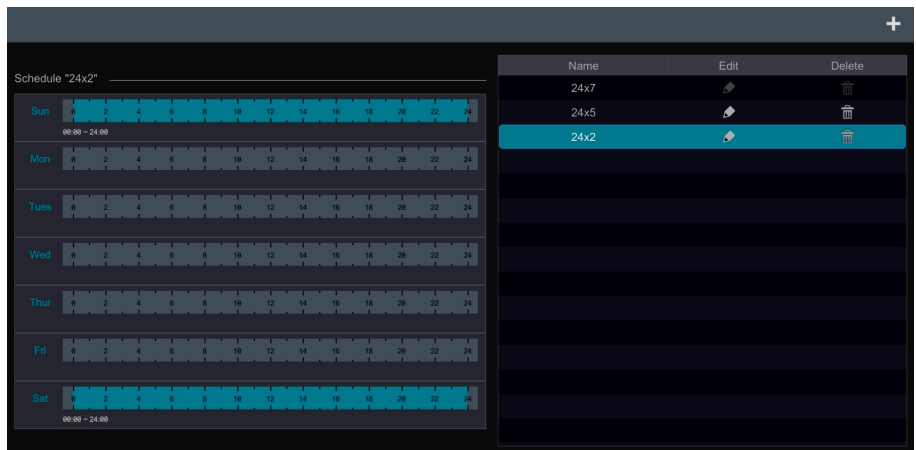 +
Schedule "24x2"
Sun 0 2 4 6 8 10 12 14 16 18 20 22 24
00:00 ~ 24:00
Mon 0 2 4 6 8 10 12 14 16 18 20 22 24
Tues 0 2 4 6 8 10 12 14 16 18 20 22 24
Wed 0 2 4 6 8 10 12 14 16 18 20 22 24
Thur 0 2 4 6 8 10 12 14 16 18 20 22 24
Fri 0 2 4 6 8 10 12 14 16 18 20 22 24
Sat 0 2 4 6 8 10 12 14 16 18 20 22 24
00:00 ~ 24:00
Name Edit Delete
24x7
24x5
24x2